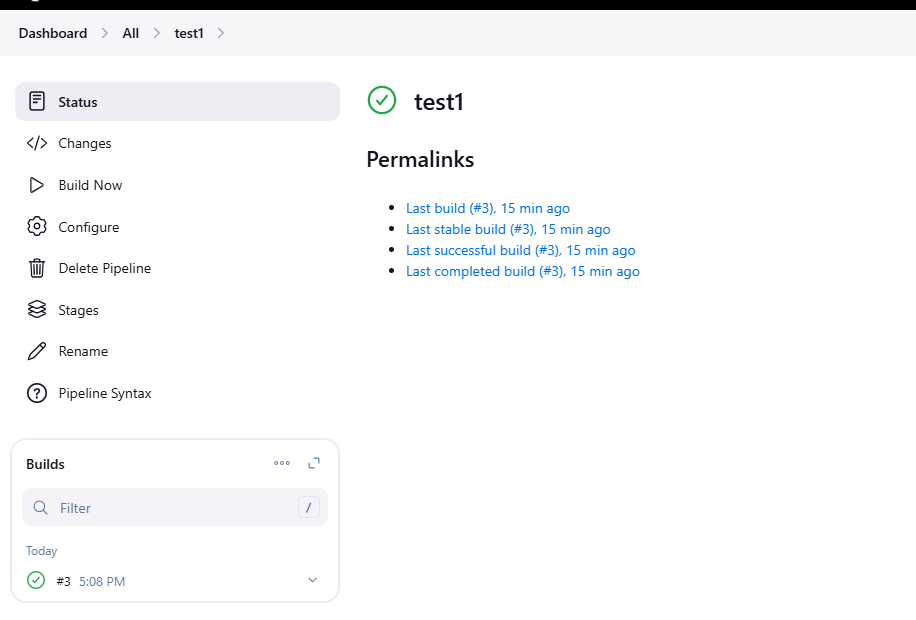 Dashboard > All > test1 >
Status
Changes
Build Now
Configure
Delete Pipeline
Stages
Rename
Pipeline Syntax
Builds
Filter /
Today
#3 5:08 PM
test1
Permalinks
Last build (#3), 15 min ago
Last stable build (#3), 15 min ago
Last successful build (#3), 15 min ago
Last completed build (#3), 15 min ago